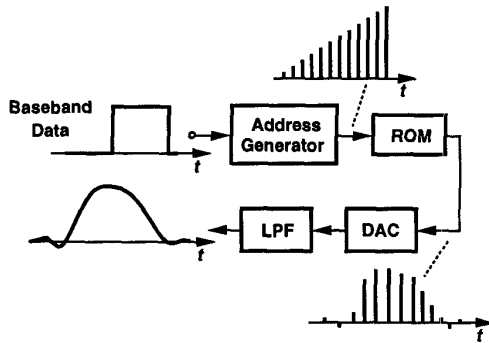 t
Baseband
Data
t
Address
Generator
ROM
t
LPF
DAC
t